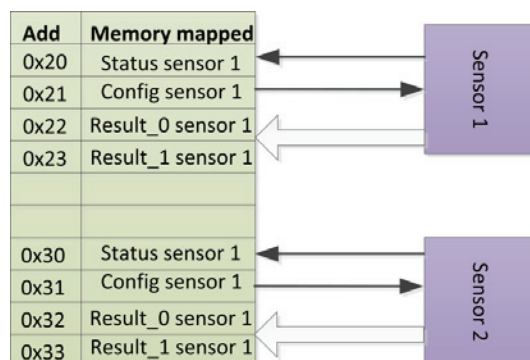 Add Memory mapped
0x20 Status sensor 1
0x21 Config sensor 1
0x22 Result_0 sensor 1
0x23 Result_1 sensor 1
Sensor 1
0x30 Status sensor 1
0x31 Config sensor 1
0x32 Result_0 sensor 1
0x33 Result_1 sensor 1
Sensor 2